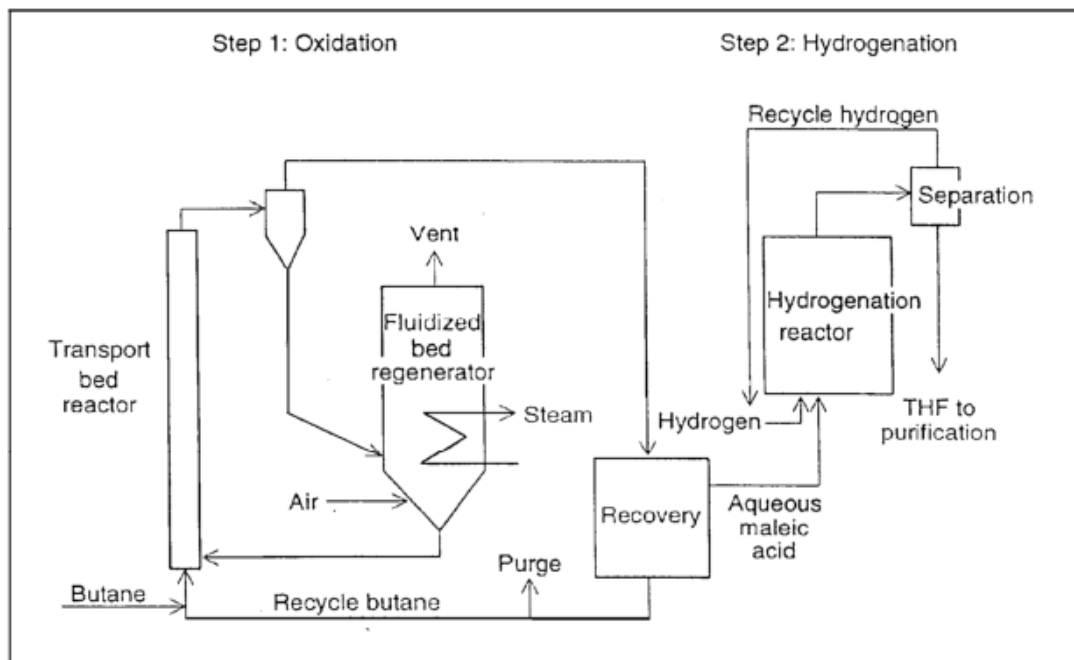 Step 1: Oxidation
Step 2: Hydrogenation
Recycle hydrogen
Separation
Vent
Hydrogenation
reactor
Fluidized
bed
regenerator
Transport
bed
reactor
Steam
Hydrogen
THF to
purification
Air
Recovery
Aqueous
maleic
acid
Purge
Butane
Recycle butane